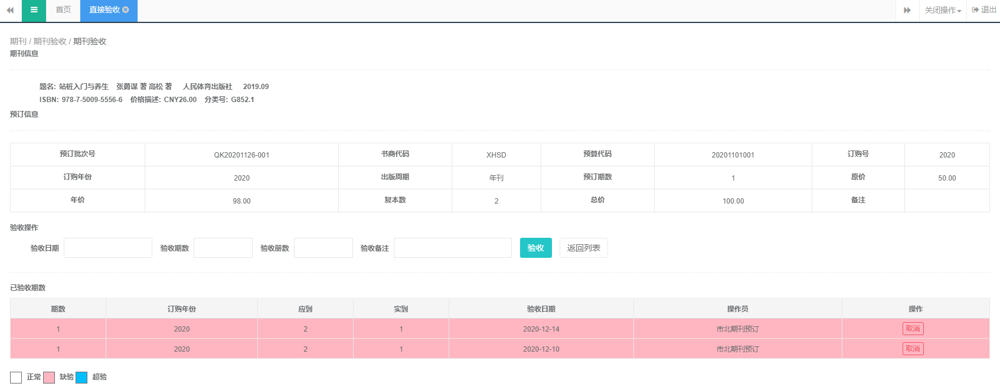 首页 直接验收 关闭操作 退出
期刊 / 期刊验收 / 期刊验收
期刊信息
题名: 站桩入门与养生 张勇谋 著 高松 著 人民体育出版社 2019.09
ISBN: 978-7-5009-5556-6 价格描述: CNY26.00 分类号: G852.1
预订信息
预订批次号 QK20201126-001 书商代码 XHSD 预算代码 20201101001 订购号 2020
订购年份 2020 出版周期 年刊 预订期数 1 原价 50.00
年价 98.00 复本数 2 总价 100.00 备注
验收操作
验收日期 验收期数 验收册数 验收备注 验收 返回列表
已验收期数
期数 订购年份 应到 实到 验收日期 操作员 操作
1 2020 2 1 2020-12-14 市北期刊预订 取消
1 2020 2 1 2020-12-10 市北期刊预订 取消
正常 缺验 超验